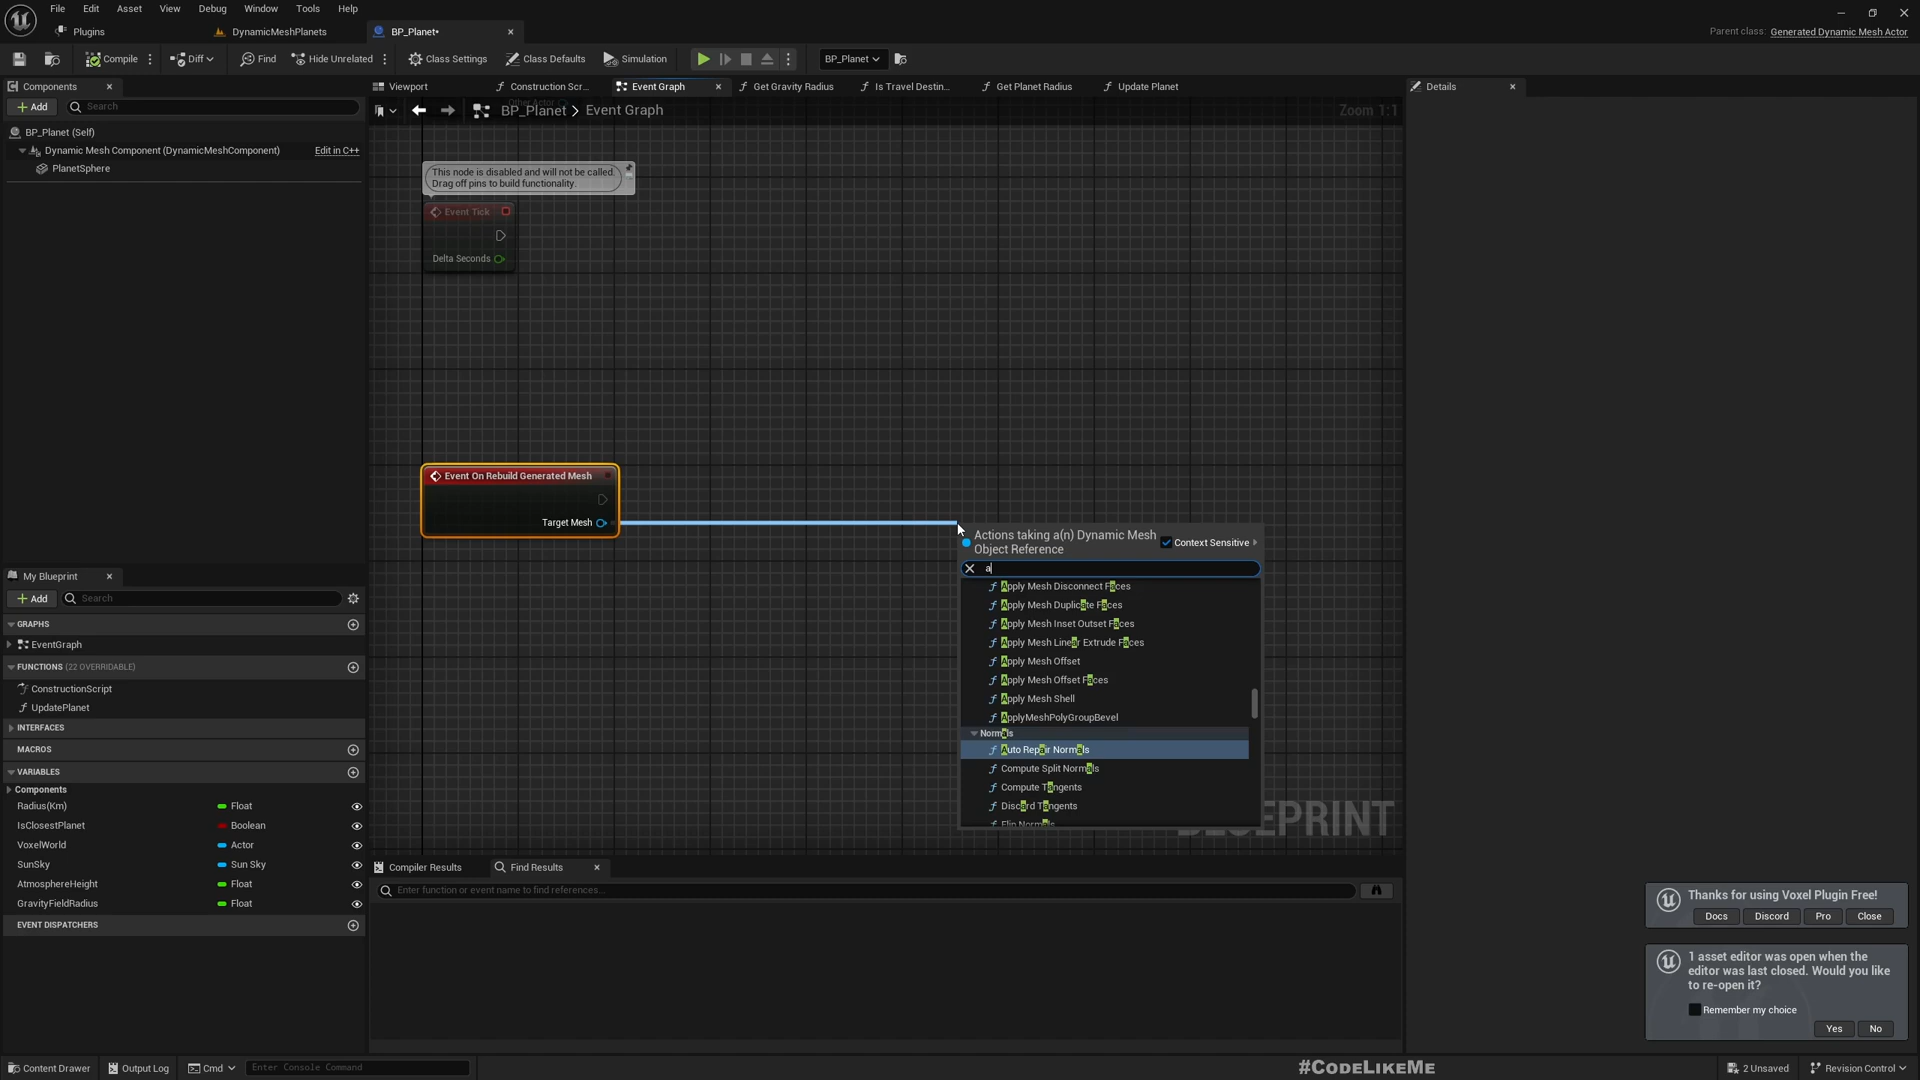 File Edit Asset View Debug Window Tools Help
Plugins DynamicMeshPlanets BP_Planet•
Parent class: Generated Dynamic Mesh Actor
Compile Diff Find Hide Unrelated Class Settings Class Defaults Simulation BP_Planet
Components
Add Search
BP_Planet (Self)
Dynamic Mesh Component (DynamicMeshComponent) Edit in C++
PlanetSphere
Viewport Construction Scr... Event Graph Get Gravity Radius Is Travel Destin... Get Planet Radius Update Planet
BP_Planet > Event Graph
Zoom 1:1
Other Actor
This node is disabled and will not be called.
Drag off pins to build functionality.
Event Tick
Delta Seconds
Event On Rebuild Generated Mesh
Target Mesh
Actions taking a(n) Dynamic Mesh
Object Reference
Context Sensitive
a
Apply Mesh Disconnect Faces
Apply Mesh Duplicate Faces
Apply Mesh Inset Outset Faces
Apply Mesh Linear Extrude Faces
Apply Mesh Offset
Apply Mesh Offset Faces
Apply Mesh Shell
ApplyMeshPolyGroupBevel
Normals
Auto Repair Normals
Compute Split Normals
Compute Tangents
Discard Tangents
Flip Normals
BLUEPRINT
Details
My Blueprint
Add Search
GRAPHS
EventGraph
FUNCTIONS (22 OVERRIDABLE)
ConstructionScript
UpdatePlanet
INTERFACES
MACROS
VARIABLES
Components
Radius(Km) Float
IsClosestPlanet Boolean
VoxelWorld Actor
SunSky Sun Sky
AtmosphereHeight Float
GravityFieldRadius Float
EVENT DISPATCHERS
Compiler Results Find Results
Enter function or event name to find references...
Thanks for using Voxel Plugin Free!
Docs Discord Pro Close
1 asset editor was open when the
editor was last closed. Would you like
to re-open it?
Remember my choice
Yes No
Content Drawer Output Log Cmd Enter Console Command
#CODELIKEME
2 Unsaved Revision Control